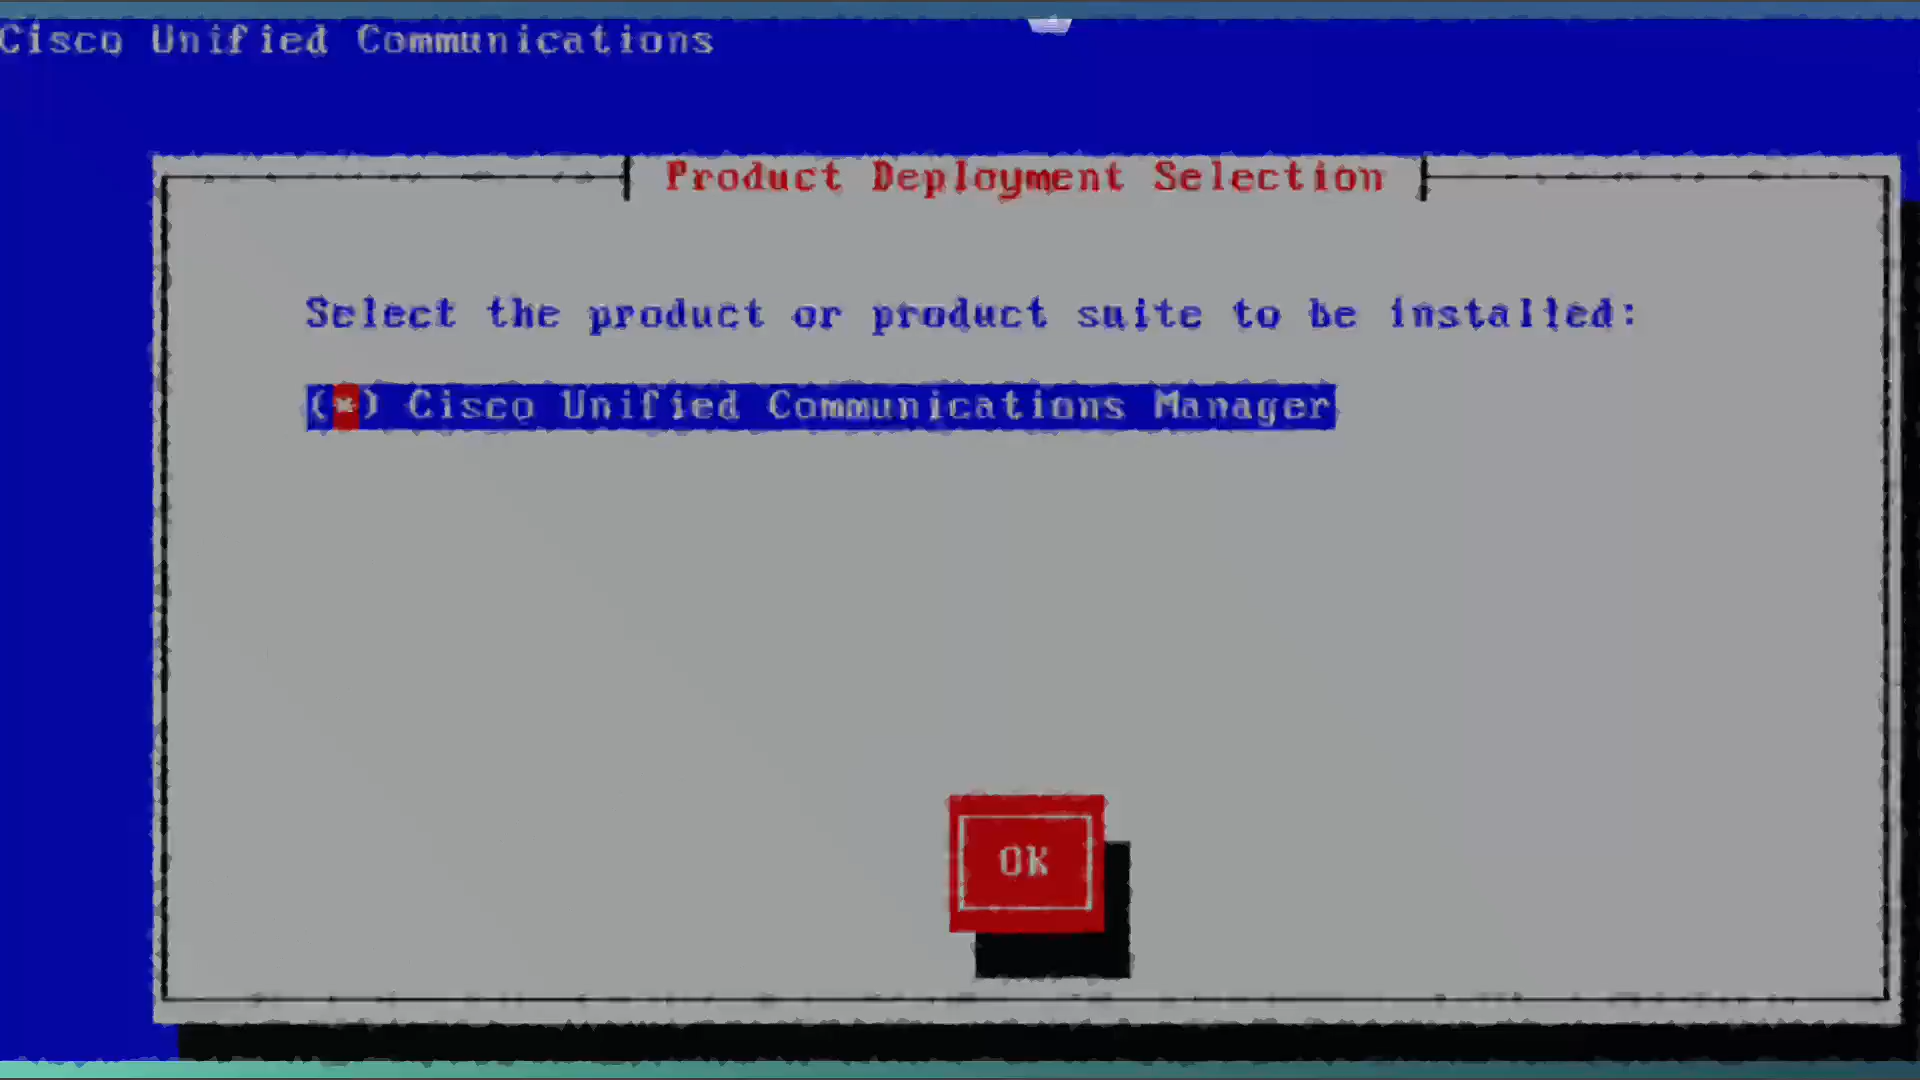 Cisco Unified Communications
Product Deployment Selection
Select the product or product suite to be installed:
(*) Cisco Unified Communications Manager
OK